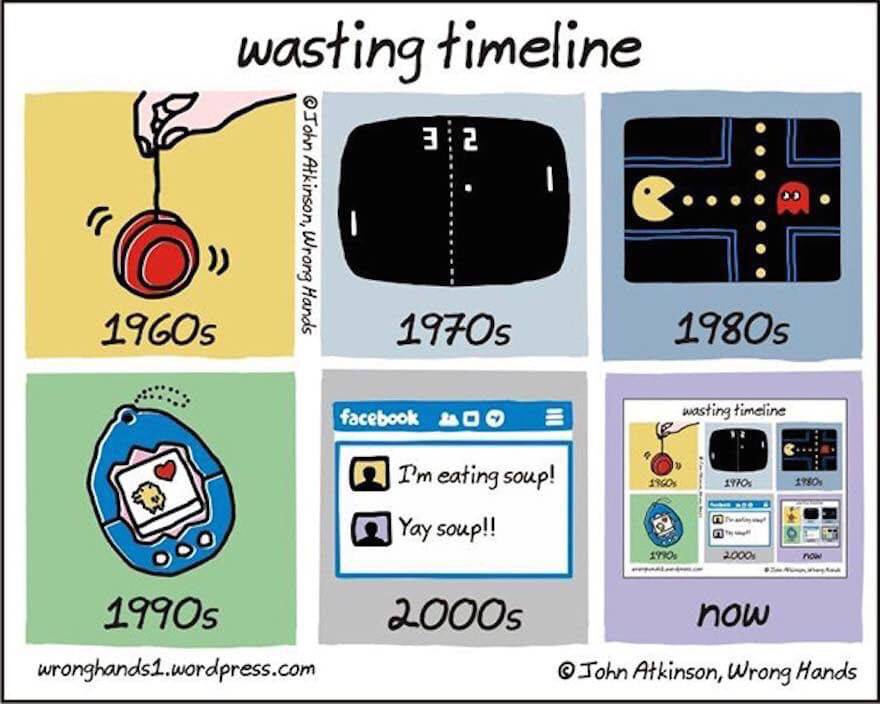 wasting timeline
1960s
© John Atkinson, Wrong Hands
3 2
1970s
1980s
1990s
facebook
I'm eating soup!
Yay soup!!
2000s
wasting timeline
1960s
1970s
1980s
1990s
2000s
now
now
wronghands1.wordpress.com
© John Atkinson, Wrong Hands